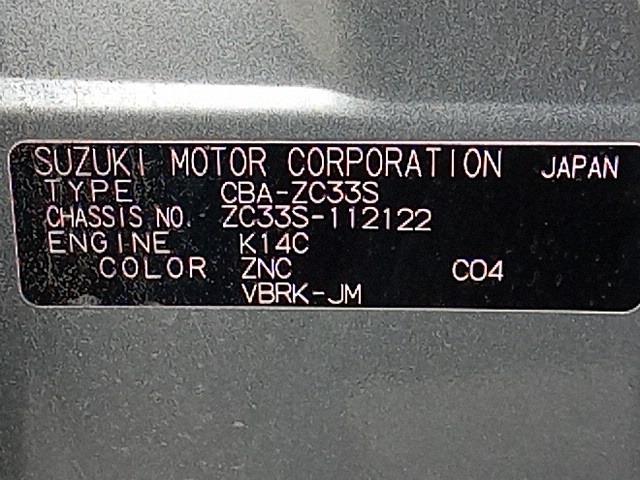 SUZUKI MOTOR CORPORATION JAPAN
TYPE CBA-ZC33S
CHASSIS NO. ZC33S-112122
ENGINE K14C
COLOR ZNC C04
VBRK-JM